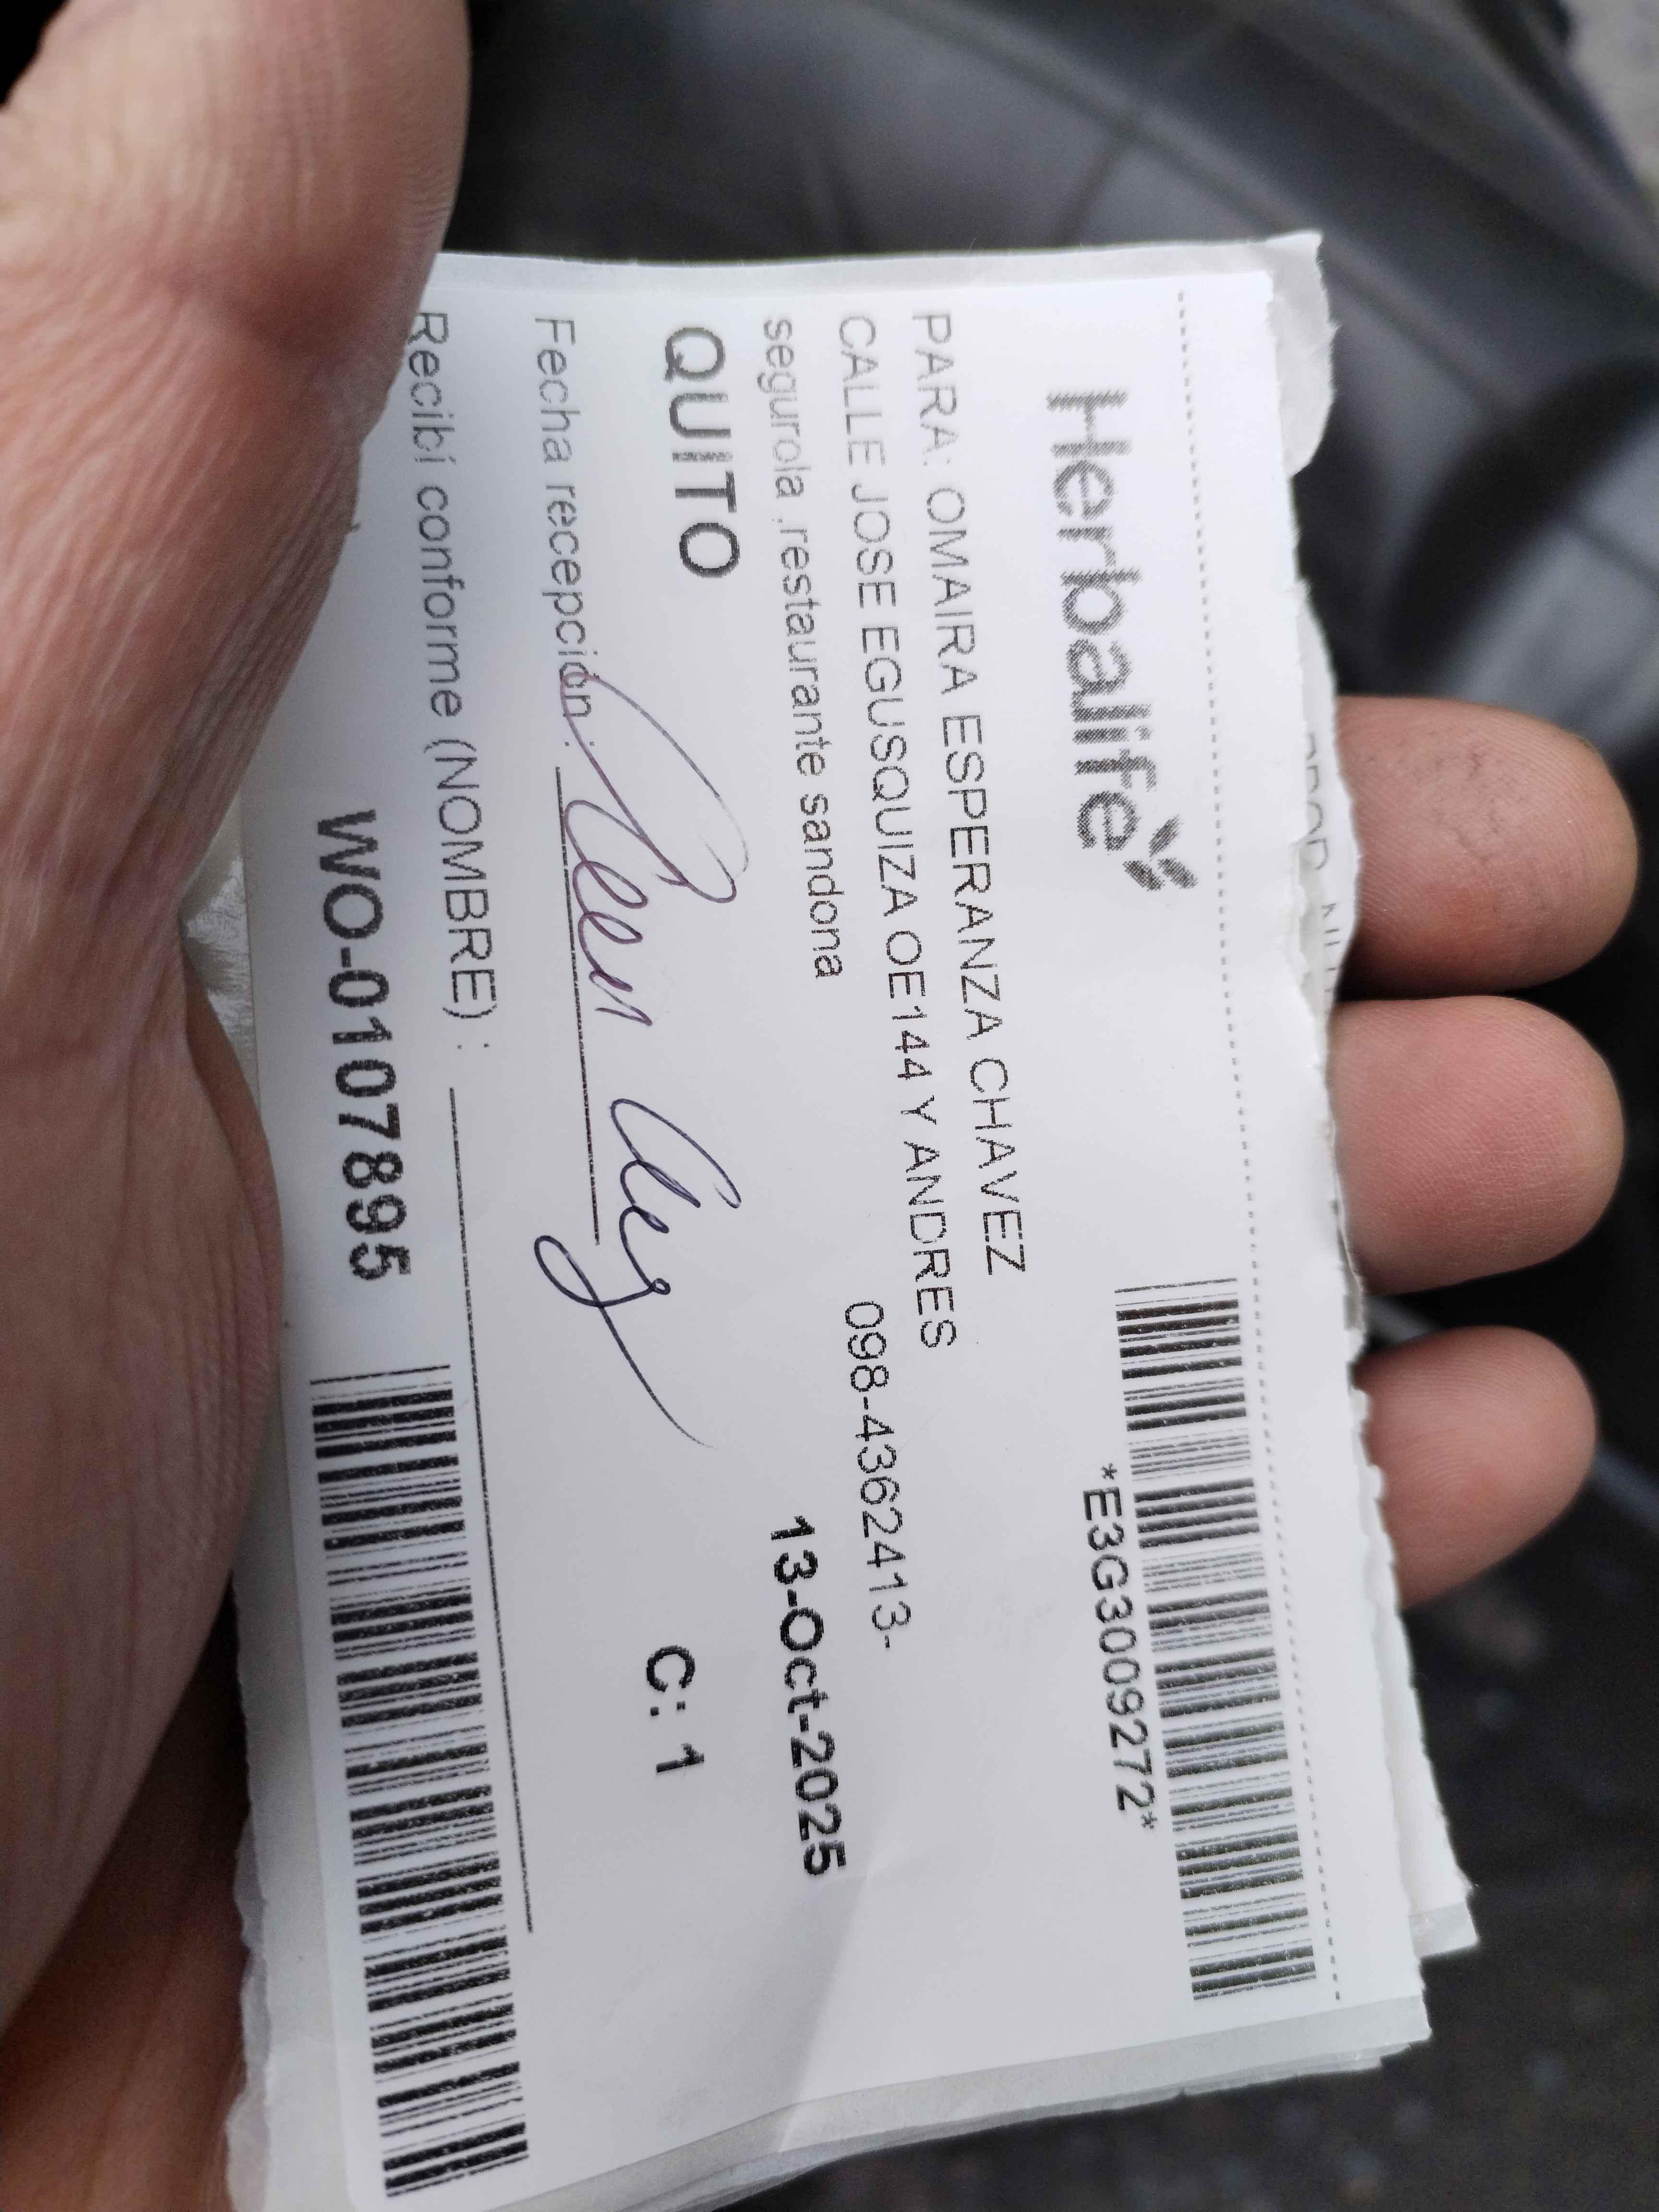 Herbalife
*E3G3009272*
PARA: OMAIRA ESPERANZA CHAVEZ
CALLE JOSE EGUSQUIZA OE144 Y ANDRES
segurola ,restaurante sandona
098-4362413-
13-Oct-2025
QUITO
C: 1
Fecha recepción :
Recibí conforme (NOMBRE) :
WO-0107895